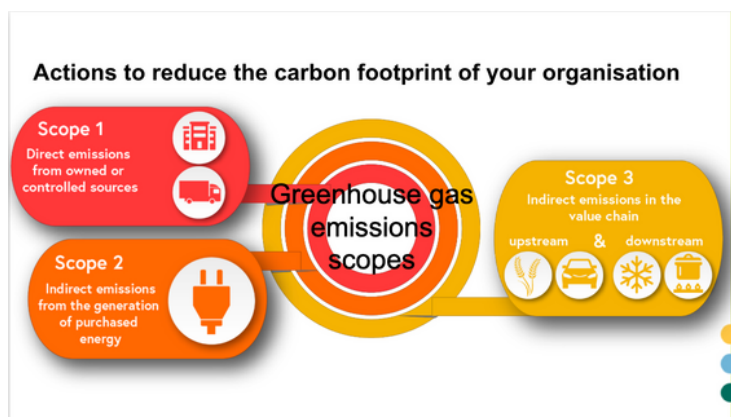 Actions to reduce the carbon footprint of your organisation
Scope 1
Direct emissions
from owned or
controlled sources
Greenhouse gas
emissions
scopes
Scope 2
Indirect emissions
from the generation
of purchased
energy
Scope 3
Indirect emissions in the
value chain
upstream & downstream